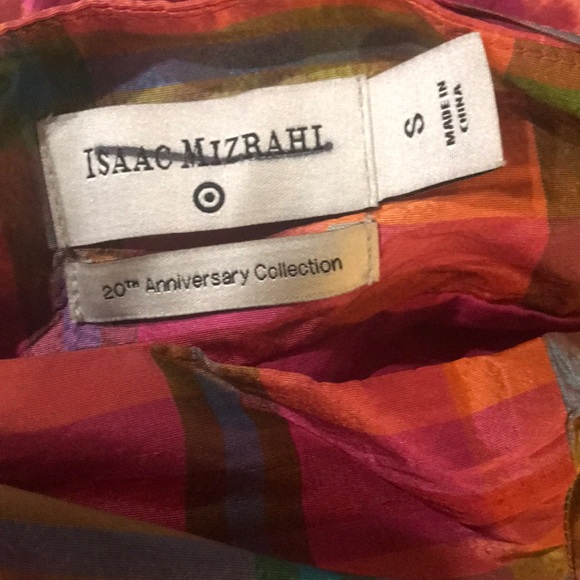 ISAAC MIZRAHI
S
MADE IN
CHINA
20TH Anniversary Collection